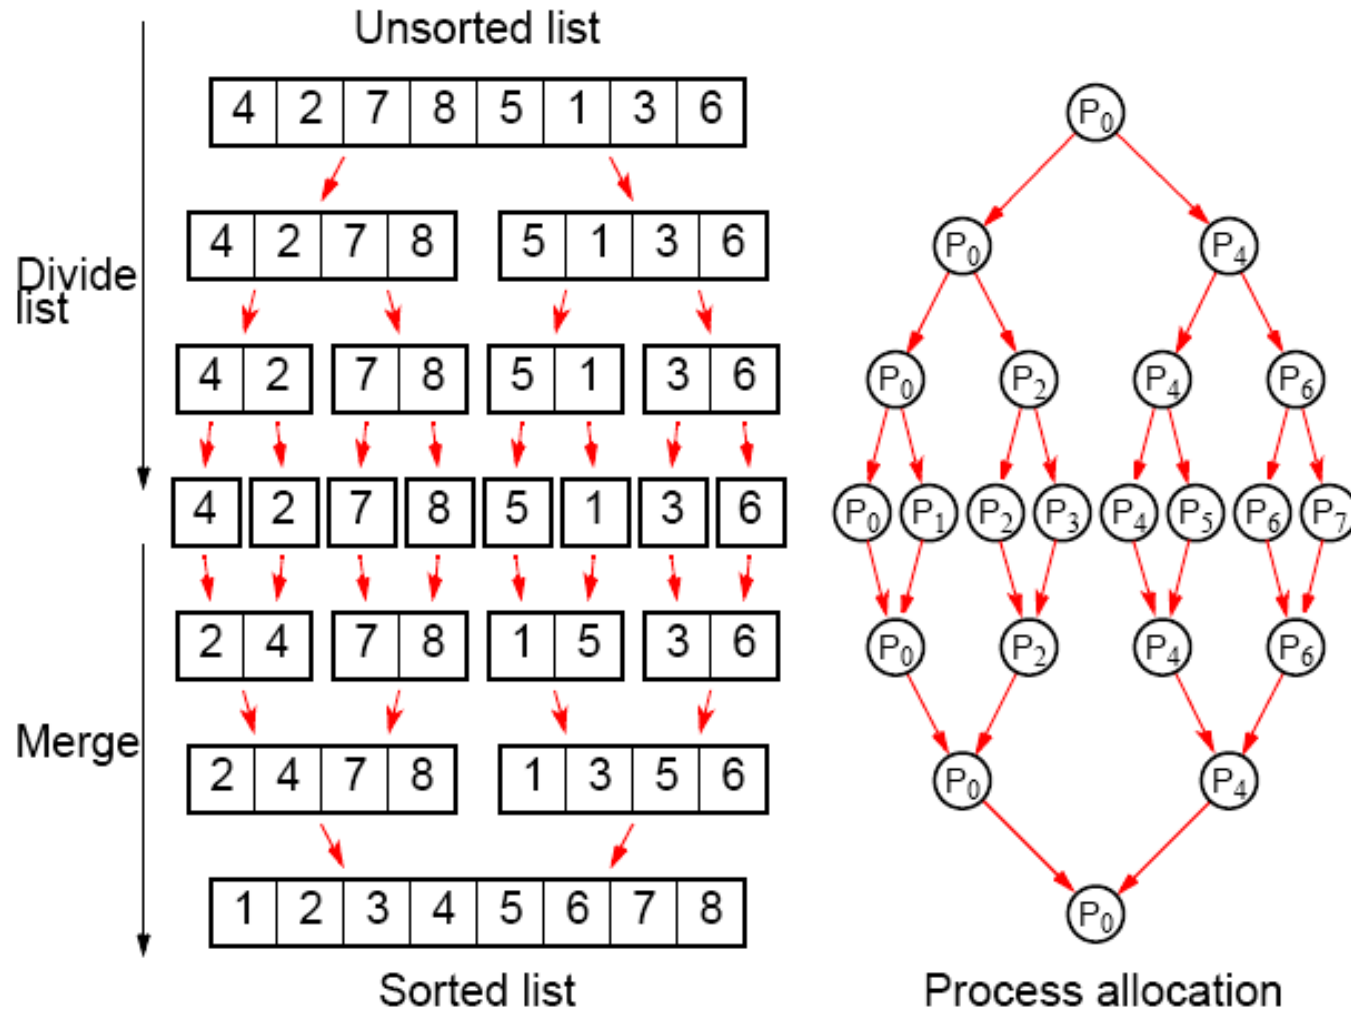 Unsorted list
4 2 7 8 5 1 3 6
P0
4 2 7 8 5 1 3 6
P0 P4
Divide
list
4 2 7 8 5 1 3 6
P0 P2 P4 P6
4 2 7 8 5 1 3 6
P0 P1 P2 P3 P4 P5 P6 P7
2 4 7 8 1 5 3 6
P0 P2 P4 P6
Merge
2 4 7 8 1 3 5 6
P0 P4
1 2 3 4 5 6 7 8
P0
Sorted list
Process allocation